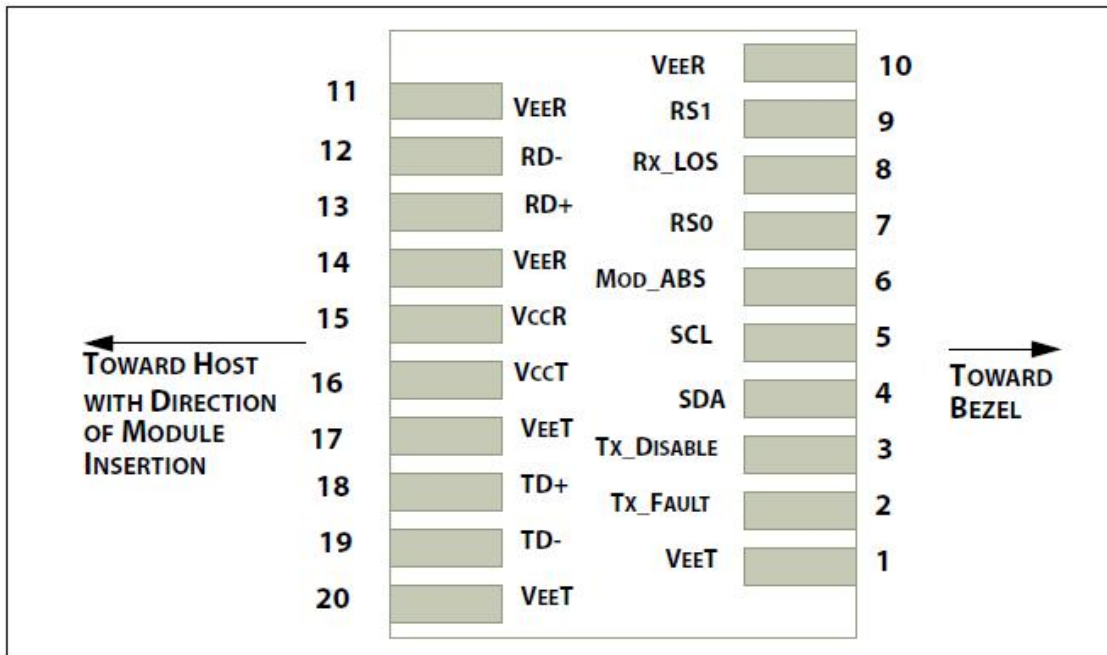 11
VEER
12
RD-
13
RD+
14
VEER
15
VCCR
16
VCCT
17
VEET
18
TD+
19
TD-
20
VEET
TOWARD HOST
WITH DIRECTION
OF MODULE
INSERTION
VEER
10
RS1
9
RX_LOS
8
RS0
7
MOD_ABS
6
SCL
5
SDA
4
TX_DISABLE
3
TX_FAULT
2
VEET
1
TOWARD
BEZEL